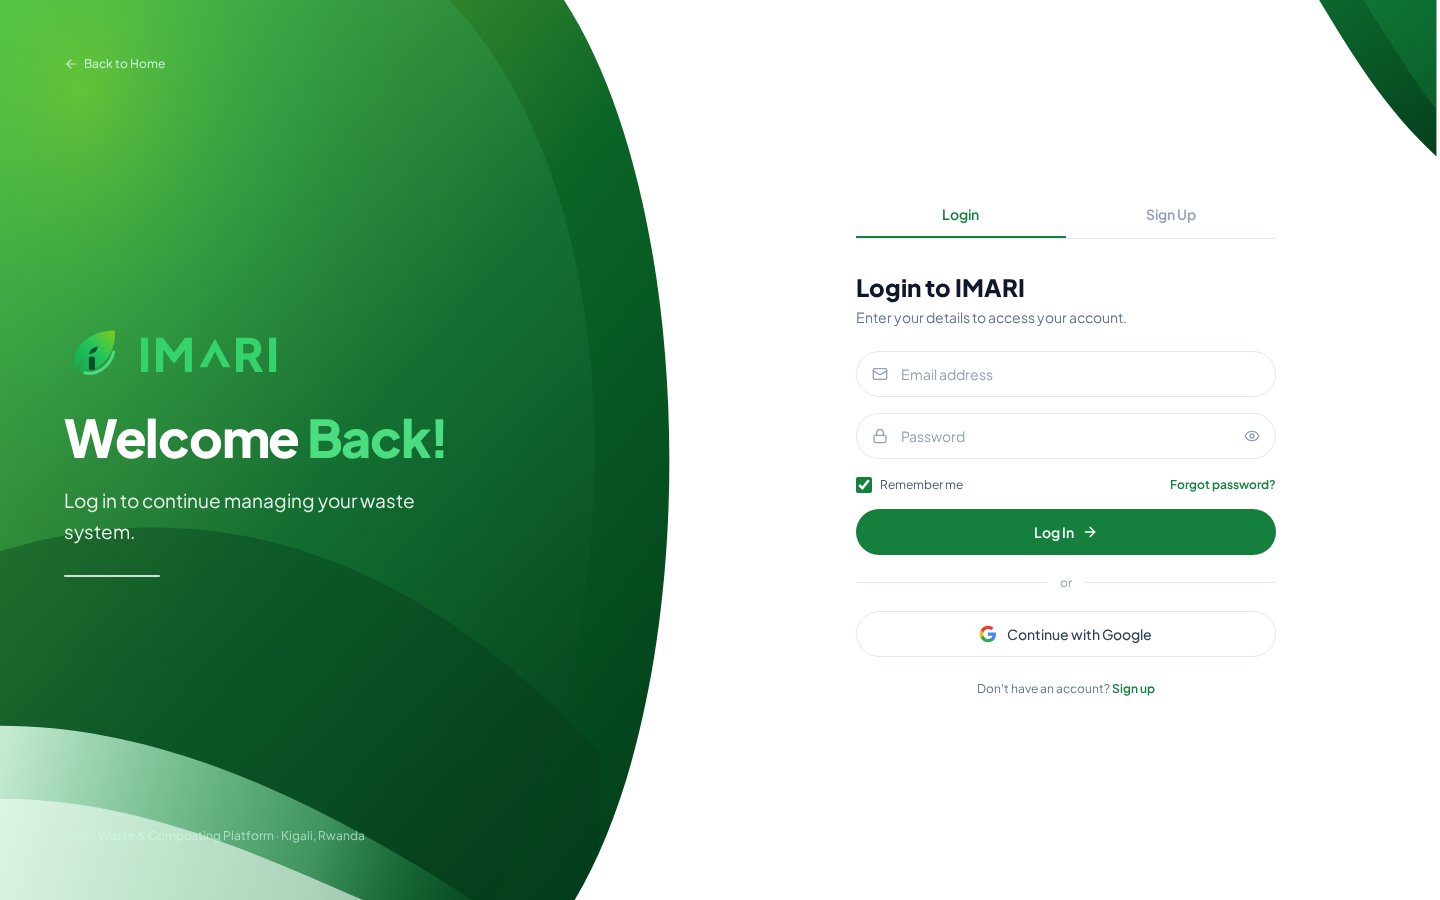 Back to Home
IMARI
Welcome Back!
Log in to continue managing your waste
system.
IMARI Waste & Composting Platform · Kigali, Rwanda
Login
Sign Up
Login to IMARI
Enter your details to access your account.
Email address
Password
Remember me
Forgot password?
Log In
or
Continue with Google
Don't have an account? Sign up